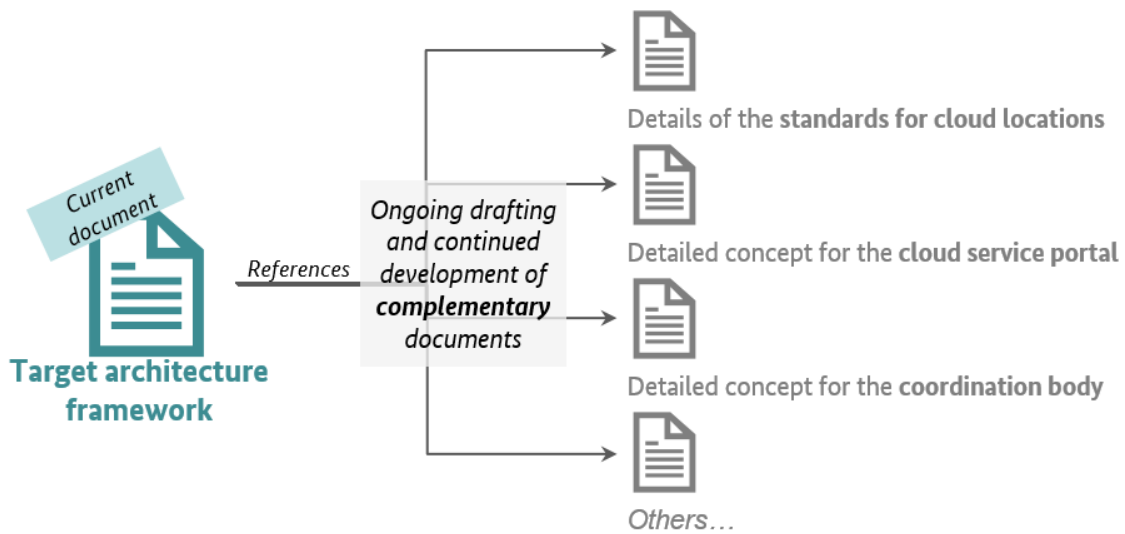 Current
document
Target architecture
framework
References
Ongoing drafting
and continued
development of
complementary
documents
Details of the standards for cloud locations
Detailed concept for the cloud service portal
Detailed concept for the coordination body
Others…